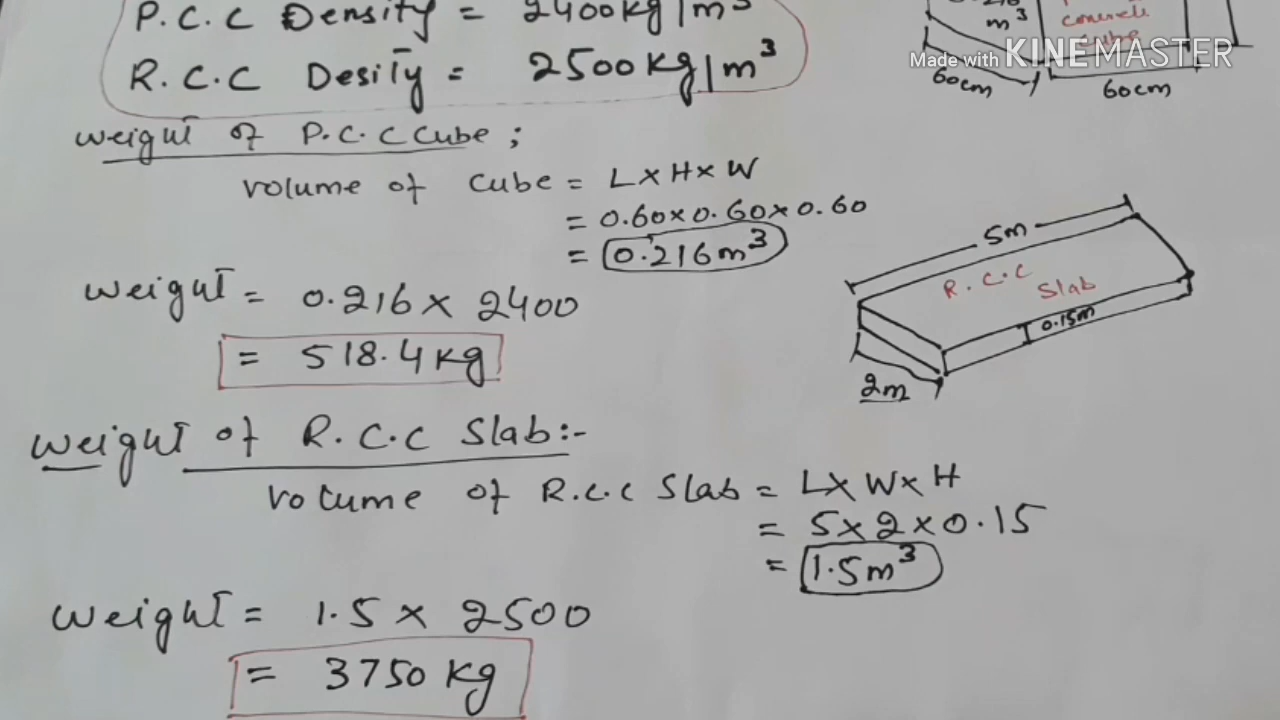 P.C.C Density = 2400kg/m³
R.C.C Desity = 2500kg/m³
m³
concrete
cube
Made with KINEMASTER
60cm
60cm
weight of P.C.C Cube ;
volume of Cube = L×H×W
= 0.60×0.60×0.60
= 0.216m³
weight = 0.216 × 2400
= 518.4kg
5m
R.C.C
Slab
0.15m
2m
weight of R.C.C Slab:-
volume of R.C.C Slab = L×W×H
= 5×2×0.15
= 1.5m³
weight = 1.5 × 2500
= 3750 kg